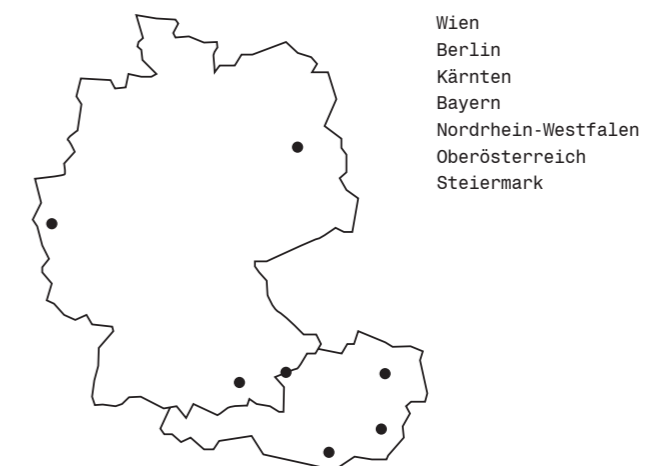 Wien
Berlin
Kärnten
Bayern
Nordrhein-Westfalen
Oberösterreich
Steiermark